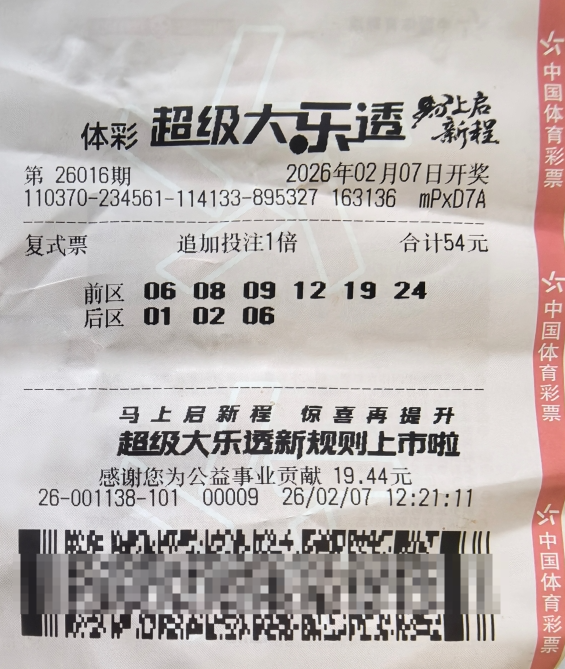 体彩 超级大乐透 马上启新程
第 26016期 2026年02月07日开奖
110370-234561-114133-895327 163136 mPxD7A
复式票 追加投注1倍 合计54元
前区 06 08 09 12 19 24
后区 01 02 06
马上启新程 惊喜再提升
超级大乐透新规则上市啦
感谢您为公益事业贡献 19.44元
26-001138-101 00009 26/02/07 12:21:11
中国体育彩票
中国体育彩票
中国体育彩票